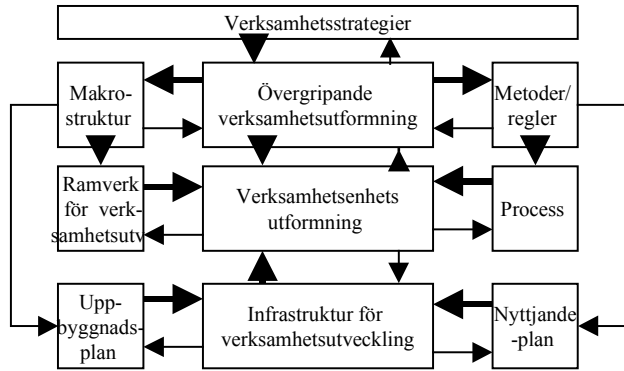 Verksamhetsstrategier
Makro-
struktur
Övergripande
verksamhetsutformning
Metoder/
regler
Ramverk
för verk-
samhetsutv
Verksamhetsenhets
utformning
Process
Upp-
byggnads-
plan
Infrastruktur för
verksamhetsutveckling
Nyttjande
-plan